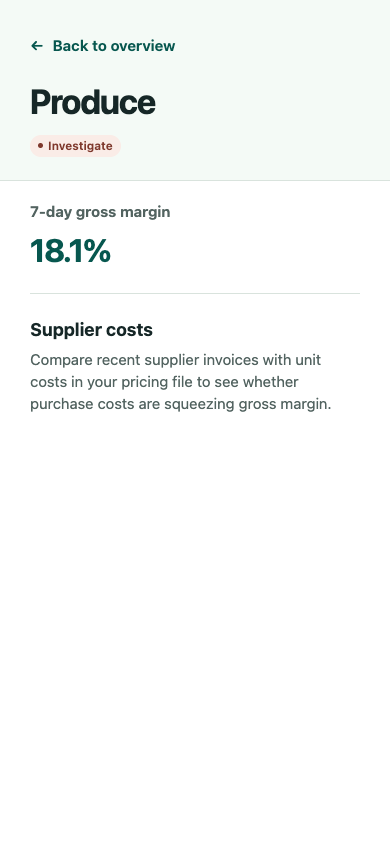 ← Back to overview
Produce
Investigate
7-day gross margin
18.1%
Supplier costs
Compare recent supplier invoices with unit
costs in your pricing file to see whether
purchase costs are squeezing gross margin.